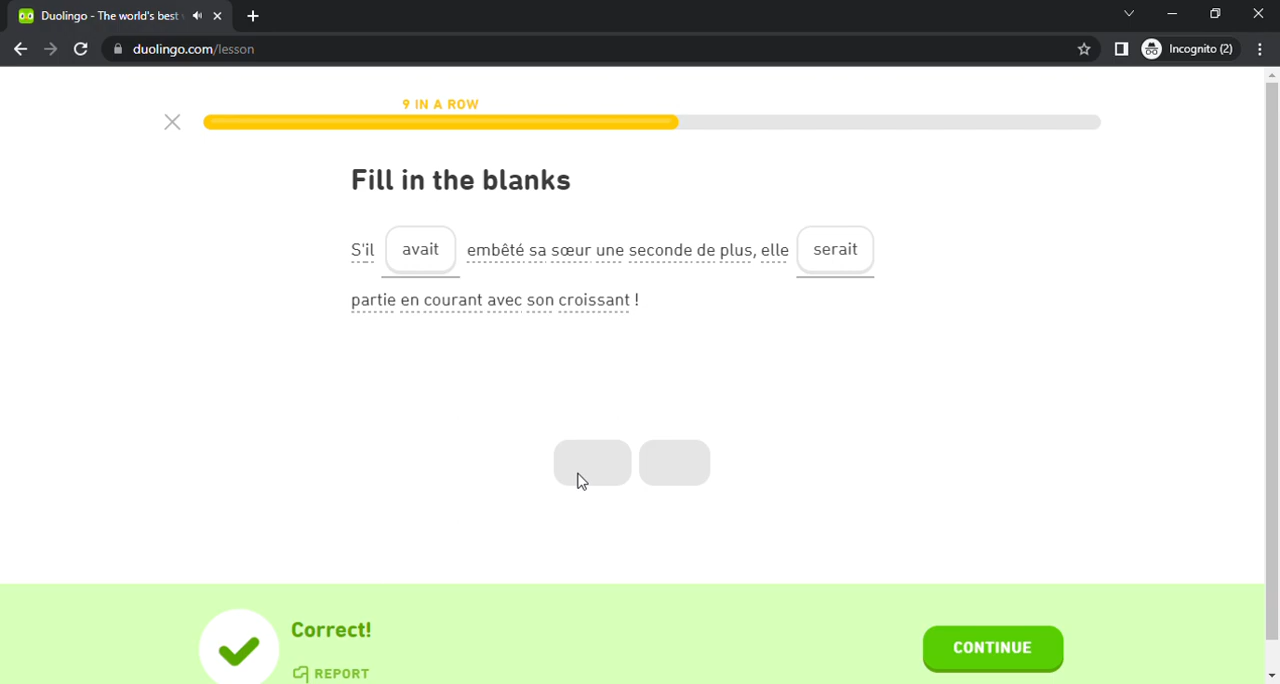 Duolingo - The world's best
duolingo.com/lesson
Incognito (2)
9 IN A ROW
Fill in the blanks
S'il avait embêté sa sœur une seconde de plus, elle serait
partie en courant avec son croissant !
Correct!
CONTINUE
REPORT